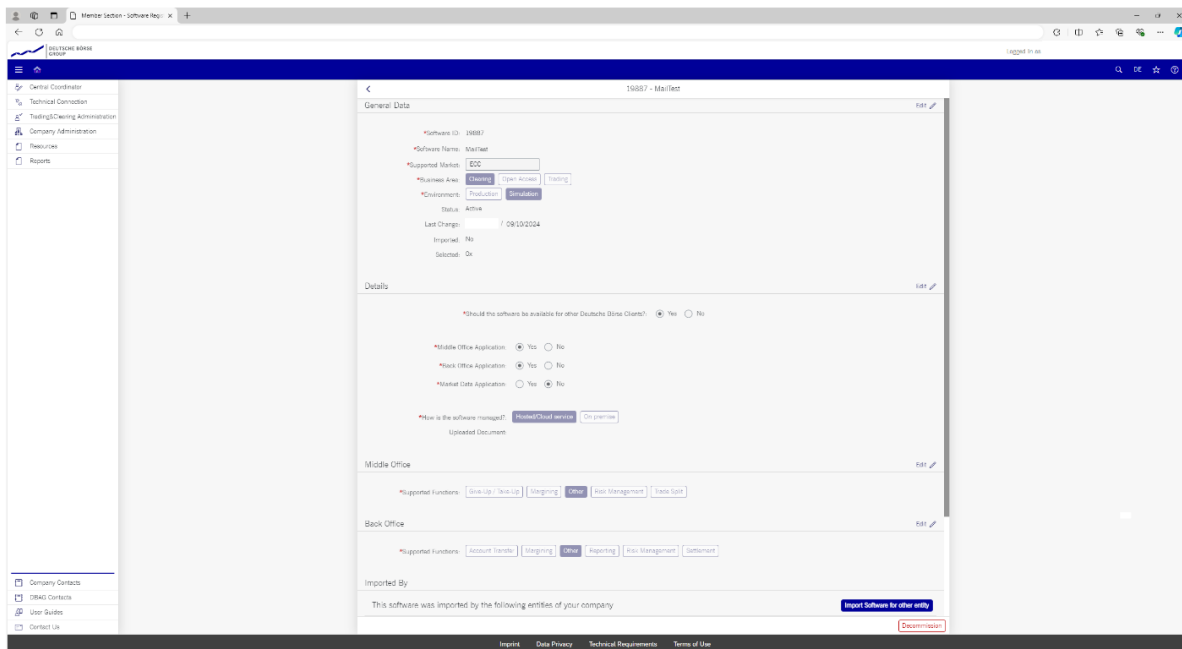 Member Section - Software Regi
DEUTSCHE BÖRSE
GROUP
Logged in as
DE
Central Coordinator
Technical Connection
Trading&Clearing Administration
Company Administration
Resources
Reports
19887 - MailTest
General Data Edit
*Software ID: 19887
*Software Name: MailTest
*Supported Market: ECC
*Business Area: Clearing Open Access Trading
*Environment: Production Simulation
Status: Active
Last Change: / 09/10/2024
Imported: No
Selected: 0x
Details Edit
*Should the software be available for other Deutsche Börse Clients?: Yes No
*Middle Office Application: Yes No
*Back Office Application: Yes No
*Market Data Application: Yes No
*How is the software managed?: Hosted/Cloud service On premise
Uploaded Document:
Middle Office Edit
*Supported Functions: Give-Up / Take-Up Margining Other Risk Management Trade Split
Back Office Edit
*Supported Functions: Account Transfer Margining Other Reporting Risk Management Settlement
Imported By
This software was imported by the following entities of your company Import Software for other entity
Decommission
Company Contacts
DBAG Contacts
User Guides
Contact Us
Imprint Data Privacy Technical Requirements Terms of Use